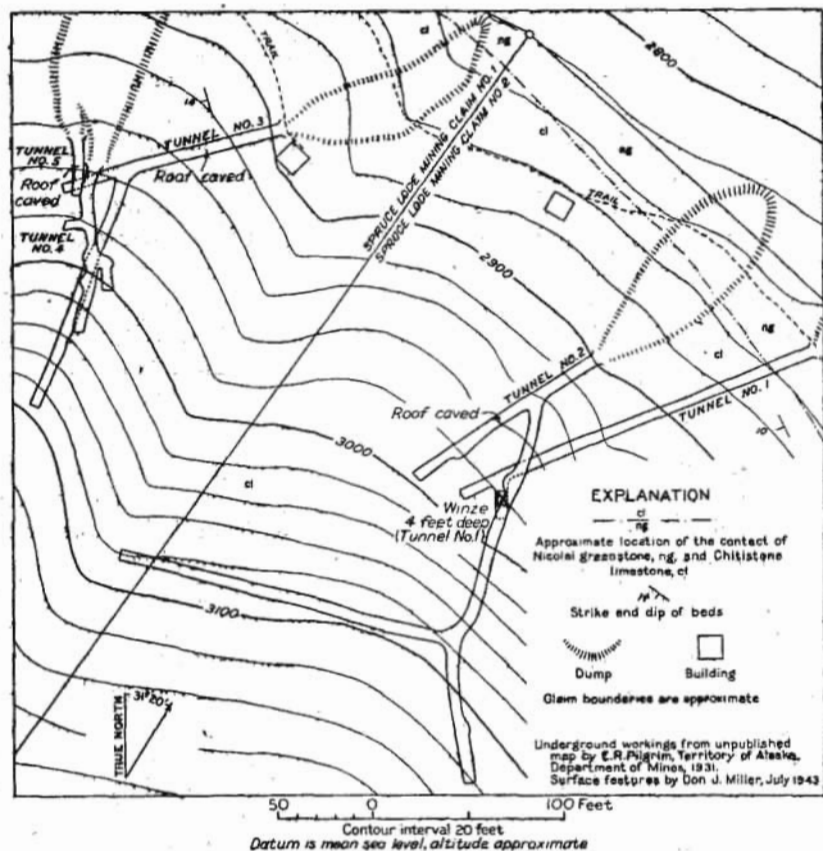 cl
ng
2800
TRAIL
14
TUNNEL NO. 3
Roof caved
TUNNEL
NO. 5
Roof
caved
TUNNEL
NO. 4
SPRUCE LODE MINING CLAIM NO. 1
SPRUCE LODE MINING CLAIM NO. 2
cl
ng
TRAIL
2900
ng
cl
TUNNEL NO. 2
TUNNEL NO. 1
Roof caved
10
3000
cl
Winze
4 feet deep
(Tunnel No.1)
3100
TRUE NORTH
EXPLANATION
cl
ng
Approximate location of the contact of
Nicolai greenstone, ng, and Chitistone
limestone, cl
14
Strike and dip of beds
Dump
Building
Claim boundaries are approximate
Underground workings from unpublished
map by E.R.Pilgrim, Territory of Alaska,
Department of Mines, 1931.
Surface features by Don J. Miller, July 1943
50 0 100 Feet
Contour interval 20 feet
Datum is mean sea level, altitude approximate